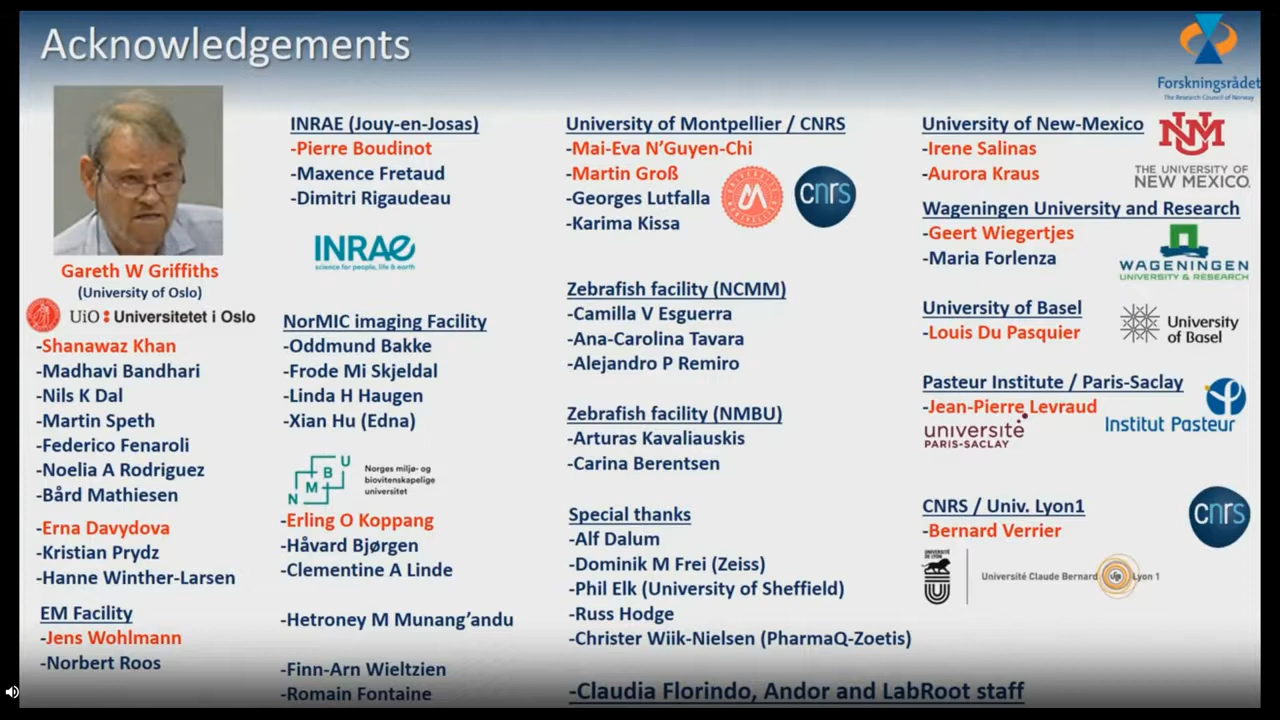 Acknowledgements
Forskningsrådet
The Research Council of Norway
Gareth W Griffiths
(University of Oslo)
UiO: Universitetet i Oslo
-Shanawaz Khan
-Madhavi Bandhari
-Nils K Dal
-Martin Speth
-Federico Fenaroli
-Noelia A Rodriguez
-Bård Mathiesen
-Erna Davydova
-Kristian Prydz
-Hanne Winther-Larsen
EM Facility
-Jens Wohlmann
-Norbert Roos
INRAE (Jouy-en-Josas)
-Pierre Boudinot
-Maxence Fretaud
-Dimitri Rigaudeau
INRAE
science for people, life & earth
NorMIC imaging Facility
-Oddmund Bakke
-Frode Mi Skjeldal
-Linda H Haugen
-Xian Hu (Edna)
N M B U
Norges miljø- og
biovitenskapelige
universitet
-Erling O Koppang
-Håvard Bjørgen
-Clementine A Linde
-Hetroney M Munang'andu
-Finn-Arn Wieltzien
-Romain Fontaine
University of Montpellier / CNRS
-Mai-Eva N'Guyen-Chi
-Martin Groß
-Georges Lutfalla
-Karima Kissa
cnrs
Zebrafish facility (NCMM)
-Camilla V Esguerra
-Ana-Carolina Tavara
-Alejandro P Remiro
Zebrafish facility (NMBU)
-Arturas Kavaliauskis
-Carina Berentsen
Special thanks
-Alf Dalum
-Dominik M Frei (Zeiss)
-Phil Elk (University of Sheffield)
-Russ Hodge
-Christer Wiik-Nielsen (PharmaQ-Zoetis)
-Claudia Florindo, Andor and LabRoot staff
University of New-Mexico
-Irene Salinas
-Aurora Kraus
NM
THE UNIVERSITY OF
NEW MEXICO.
Wageningen University and Research
-Geert Wiegertjes
-Maria Forlenza
WAGENINGEN
UNIVERSITY & RESEARCH
University of Basel
-Louis Du Pasquier
University
of Basel
Pasteur Institute / Paris-Saclay
-Jean-Pierre Levraud
université
PARIS-SACLAY
Institut Pasteur
CNRS / Univ. Lyon1
-Bernard Verrier
cnrs
UNIVERSITÉ
DE LYON
Université Claude Bernard Lyon 1